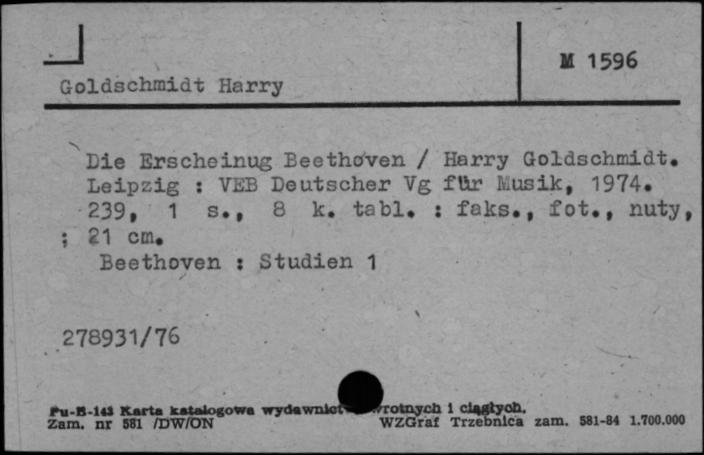 M 1596
Goldschmidt Harry
Die Erscheinug Beethoven / Harry Goldschmidt.
Leipzig : VEB Deutscher Vg für Musik, 1974.
239, 1 s., 8 k. tabl. : faks., fot., nuty,
; 21 cm.
Beethoven : Studien 1
278931/76
Pu-B-143 Karta katalogowa wydawnict rotnych i ciągłych.
Zam. nr 581 /DW/ON WZGraf Trzebnica zam. 581-84 1.700.000